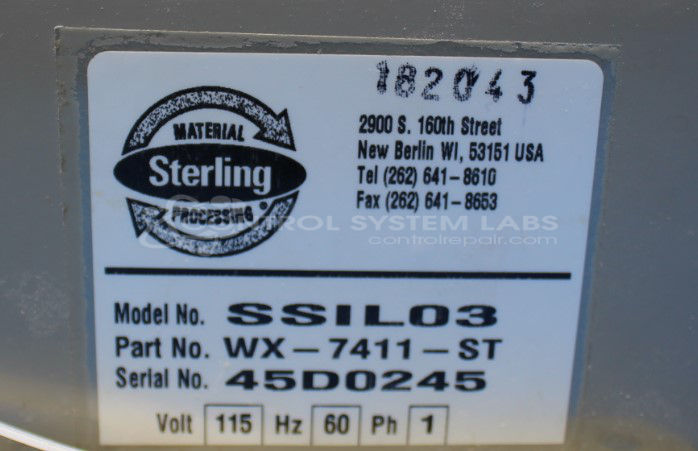 182043
MATERIAL
Sterling
PROCESSING
2900 S. 160th Street
New Berlin WI, 53151 USA
Tel (262) 641-8610
Fax (262) 641-8653
CONTROL SYSTEM LABS
controlrepair.com
Model No. SSIL03
Part No. WX-7411-ST
Serial No. 45D0245
Volt 115 Hz 60 Ph 1